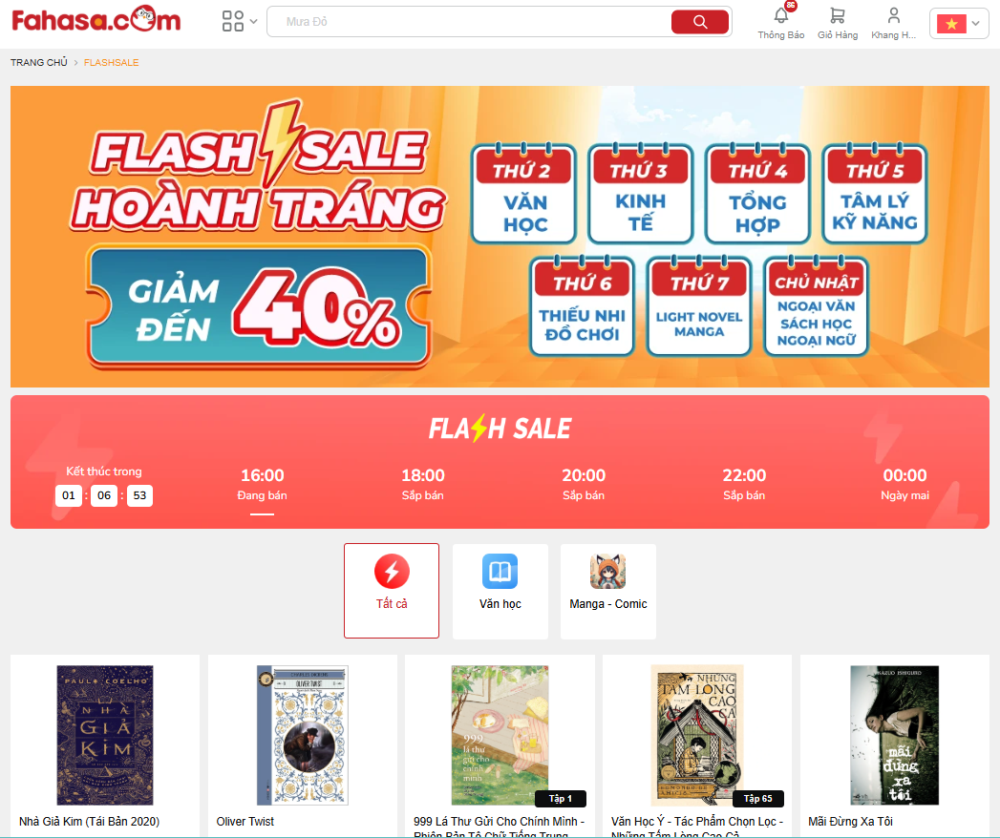 Fahasa.com
Mưa Đỏ
86
Thông Báo
Giỏ Hàng
Khang H...
TRANG CHỦ > FLASHSALE
FLASH SALE
HOÀNH TRÁNG
GIẢM
ĐẾN
40%
THỨ 2
VĂN
HỌC
THỨ 3
KINH
TẾ
THỨ 4
TỔNG
HỢP
THỨ 5
TÂM LÝ
KỸ NĂNG
THỨ 6
THIẾU NHI
ĐỒ CHƠI
THỨ 7
LIGHT NOVEL
MANGA
CHỦ NHẬT
NGOẠI VĂN
SÁCH HỌC
NGOẠI NGỮ
FLASH SALE
Kết thúc trong
01 : 06 : 53
16:00
Đang bán
18:00
Sắp bán
20:00
Sắp bán
22:00
Sắp bán
00:00
Ngày mai
Tất cả
Văn học
Manga - Comic
PAULO COELHO
NHÀ
GIẢ
KIM
Nhà Giả Kim (Tái Bản 2020)
CHARLES DICKENS
OLIVER TWIST
Oliver Twist
999
lá thư
gửi cho
chính
mình
Tập 1
999 Lá Thư Gửi Cho Chính Mình -
Phiên Bản Tô Chữ Tiếng Trung
NHỮNG
TẤM LÒNG
CAO
CẢ
EDMONDO DE
AMICIS
Tập 65
Văn Học Ý - Tác Phẩm Chọn Lọc -
Những Tấm Lòng Cao Cả
KAZUO ISHIGURO
mãi
đừng
xa
tôi
Mãi Đừng Xa Tôi